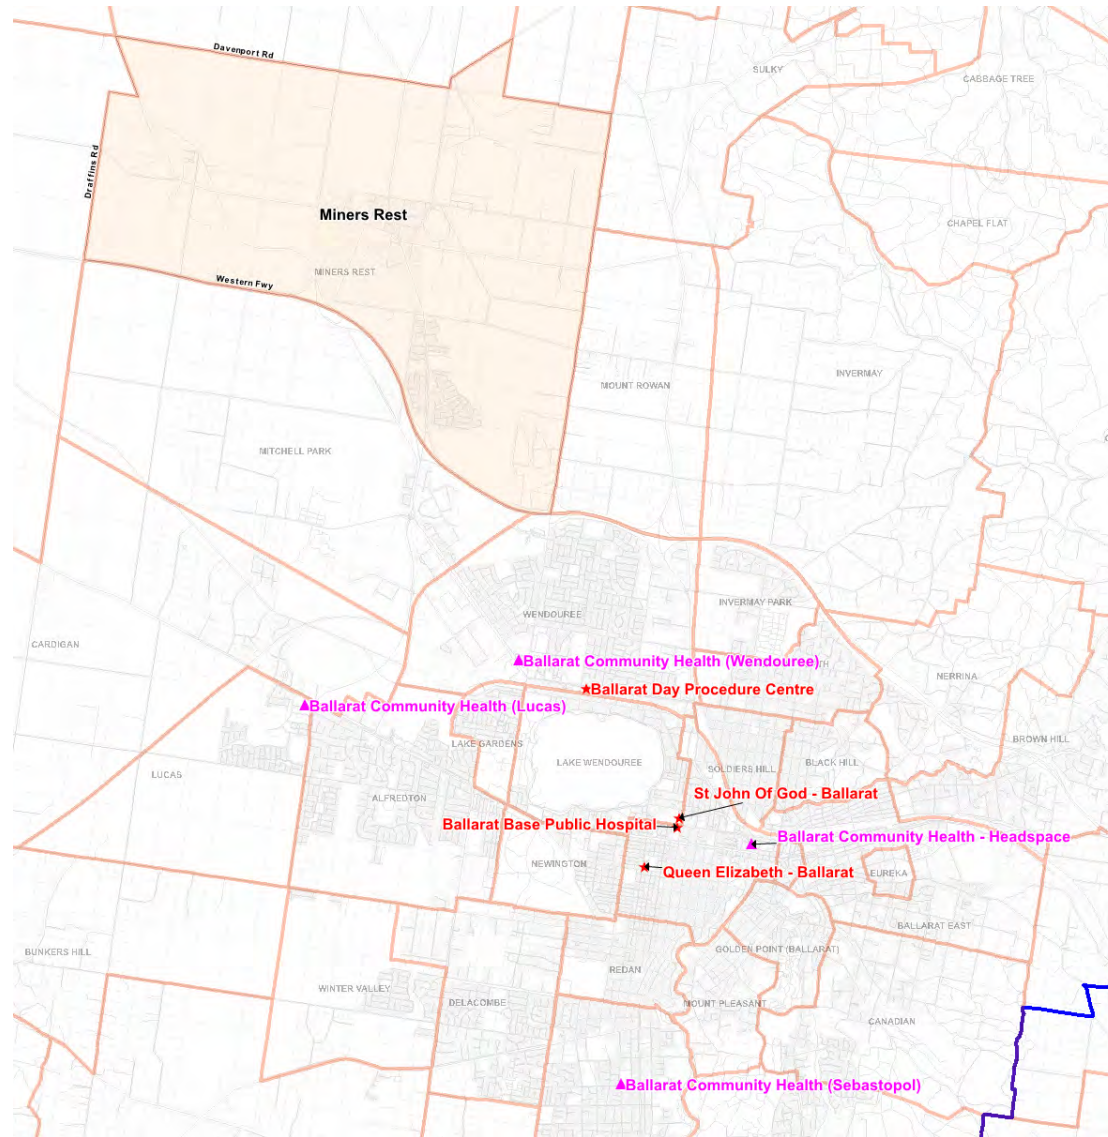 Davenport Rd
SULKY
CABBAGE TREE
Draffins Rd
Miners Rest
CHAPEL FLAT
MINERS REST
Western Fwy
MOUNT ROWAN
INVERMAY
MITCHELL PARK
INVERMAY PARK
WENDOUREE
CARDIGAN
Ballarat Community Health (Wendouree)
NERRINA
Ballarat Day Procedure Centre
Ballarat Community Health (Lucas)
BROWN HILL
LAKE GARDENS
LAKE WENDOUREE
SOLDIERS HILL
BLACK HILL
LUCAS
ALFREDTON
St John Of God - Ballarat
Ballarat Base Public Hospital
Ballarat Community Health - Headspace
NEWINGTON
Queen Elizabeth - Ballarat
EUREKA
BALLARAT EAST
BUNKERS HILL
GOLDEN POINT (BALLARAT)
REDAN
WINTER VALLEY
DELACOMBE
MOUNT PLEASANT
CANADIAN
Ballarat Community Health (Sebastopol)